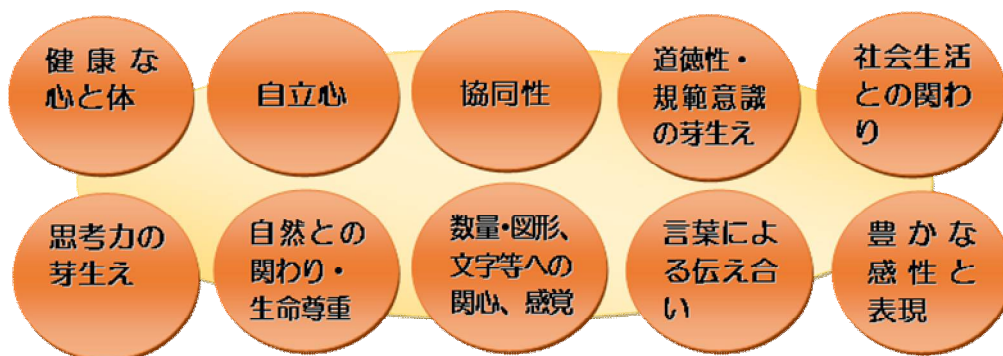 健康な
心と体
自立心
協同性
道徳性・
規範意識
の芽生え
社会生活
との関わ
り
思考力の
芽生え
自然との
関わり・
生命尊重
数量・図形、
文字等への
関心、感覚
言葉によ
る伝え合
い
豊かな
感性と
表現